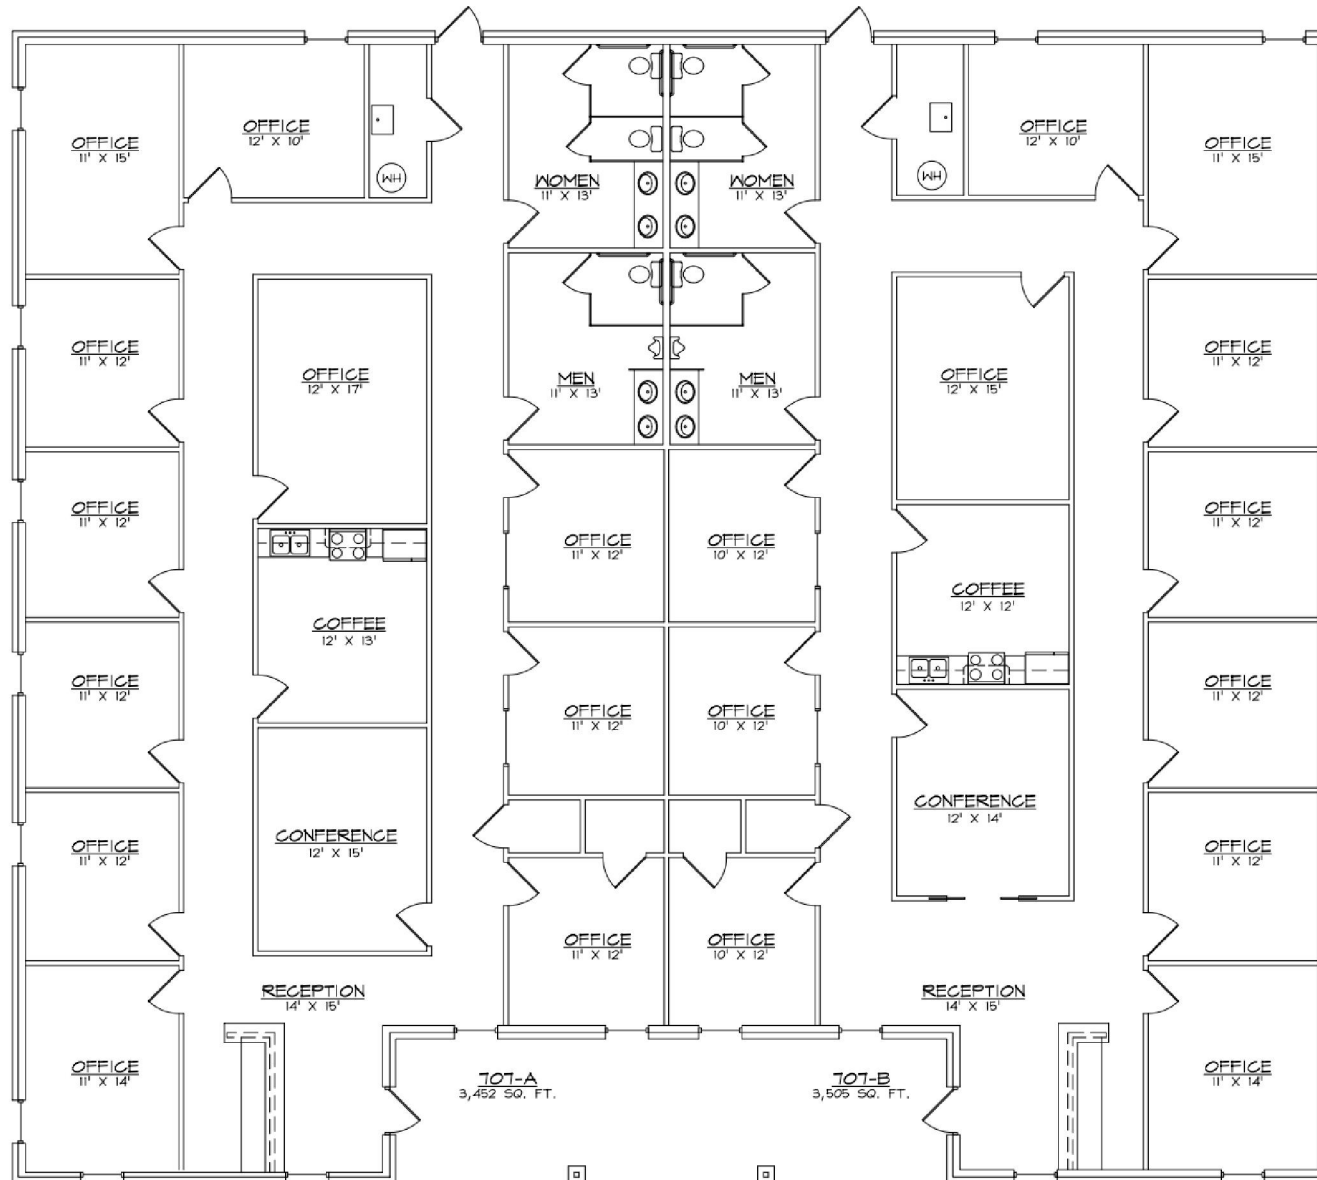 OFFICE
12' X 10'
OFFICE
12' X 10'
OFFICE
11' X 15'
OFFICE
11' X 15'
WH
WH
WOMEN
11' X 13'
WOMEN
11' X 13'
OFFICE
11' X 12'
OFFICE
12' X 17'
MEN
11' X 13'
MEN
11' X 13'
OFFICE
12' X 15'
OFFICE
11' X 12'
OFFICE
11' X 12'
OFFICE
11' X 12'
OFFICE
10' X 12'
OFFICE
11' X 12'
COFFEE
12' X 13'
COFFEE
12' X 12'
OFFICE
11' X 12'
OFFICE
11' X 12'
OFFICE
10' X 12'
OFFICE
11' X 12'
OFFICE
11' X 12'
CONFERENCE
12' X 15'
CONFERENCE
12' X 14'
OFFICE
11' X 12'
OFFICE
11' X 12'
OFFICE
10' X 12'
RECEPTION
14' X 15'
RECEPTION
14' X 15'
OFFICE
11' X 14'
707-A
3,452 SQ. FT.
707-B
3,505 SQ. FT.
OFFICE
11' X 14'